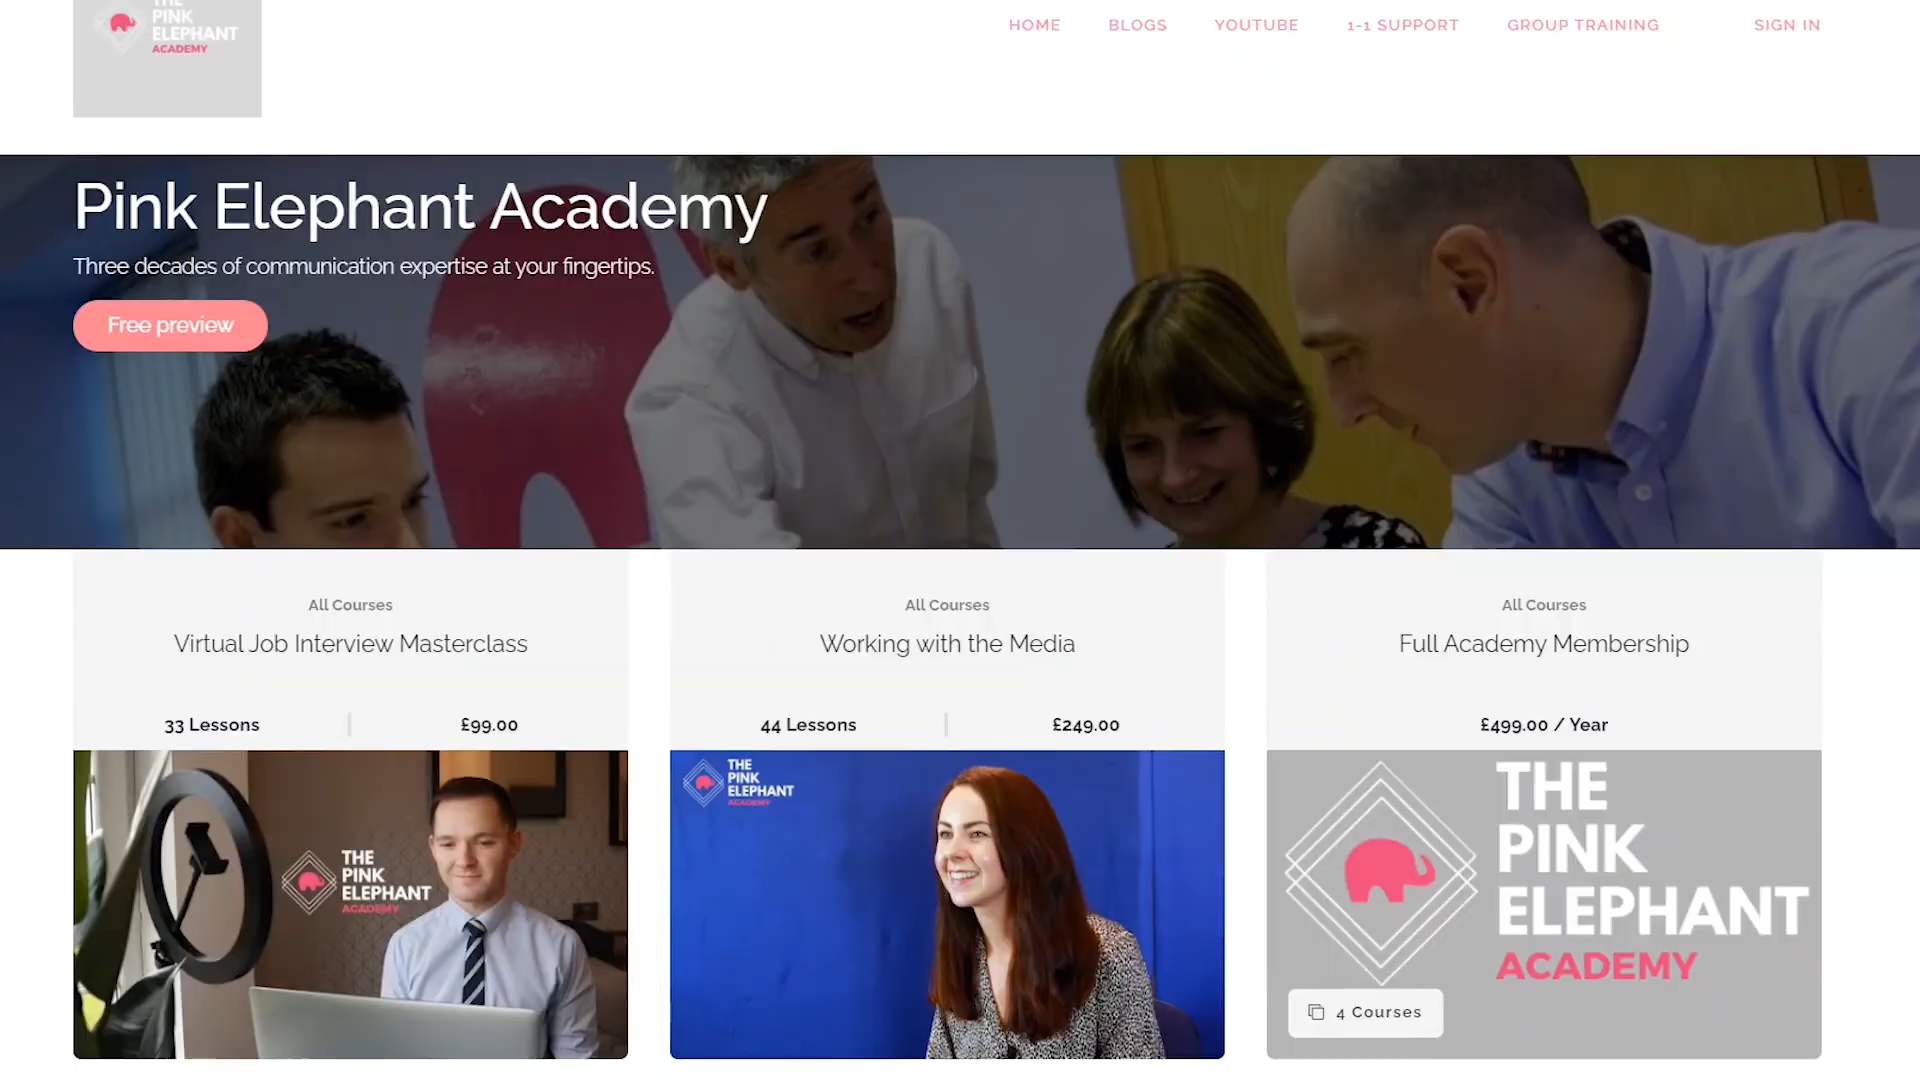 THE
PINK
ELEPHANT
ACADEMY
HOME
BLOGS
YOUTUBE
1-1 SUPPORT
GROUP TRAINING
SIGN IN
Pink Elephant Academy
Three decades of communication expertise at your fingertips.
Free preview
All Courses
Virtual Job Interview Masterclass
33 Lessons
£99.00
THE
PINK
ELEPHANT
ACADEMY
All Courses
Working with the Media
44 Lessons
£249.00
THE
PINK
ELEPHANT
ACADEMY
All Courses
Full Academy Membership
£499.00 / Year
THE
PINK
ELEPHANT
ACADEMY
4 Courses